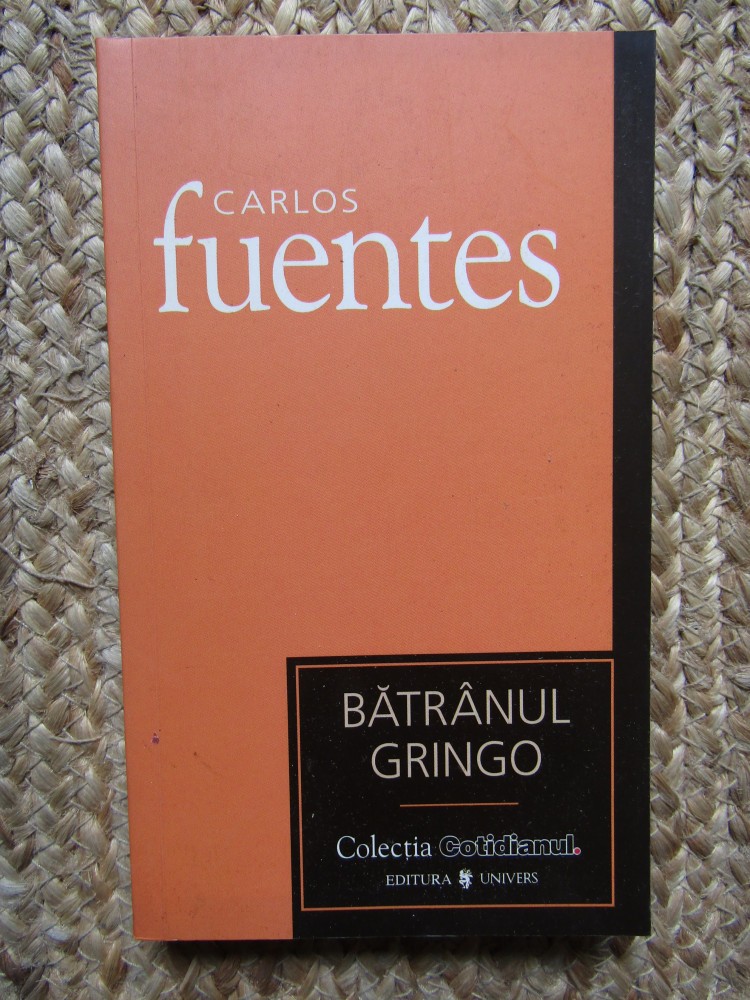 CARLOS
fuentes
BĂTRÂNUL
GRINGO
Colecția Cotidianul.
EDITURA UNIVERS